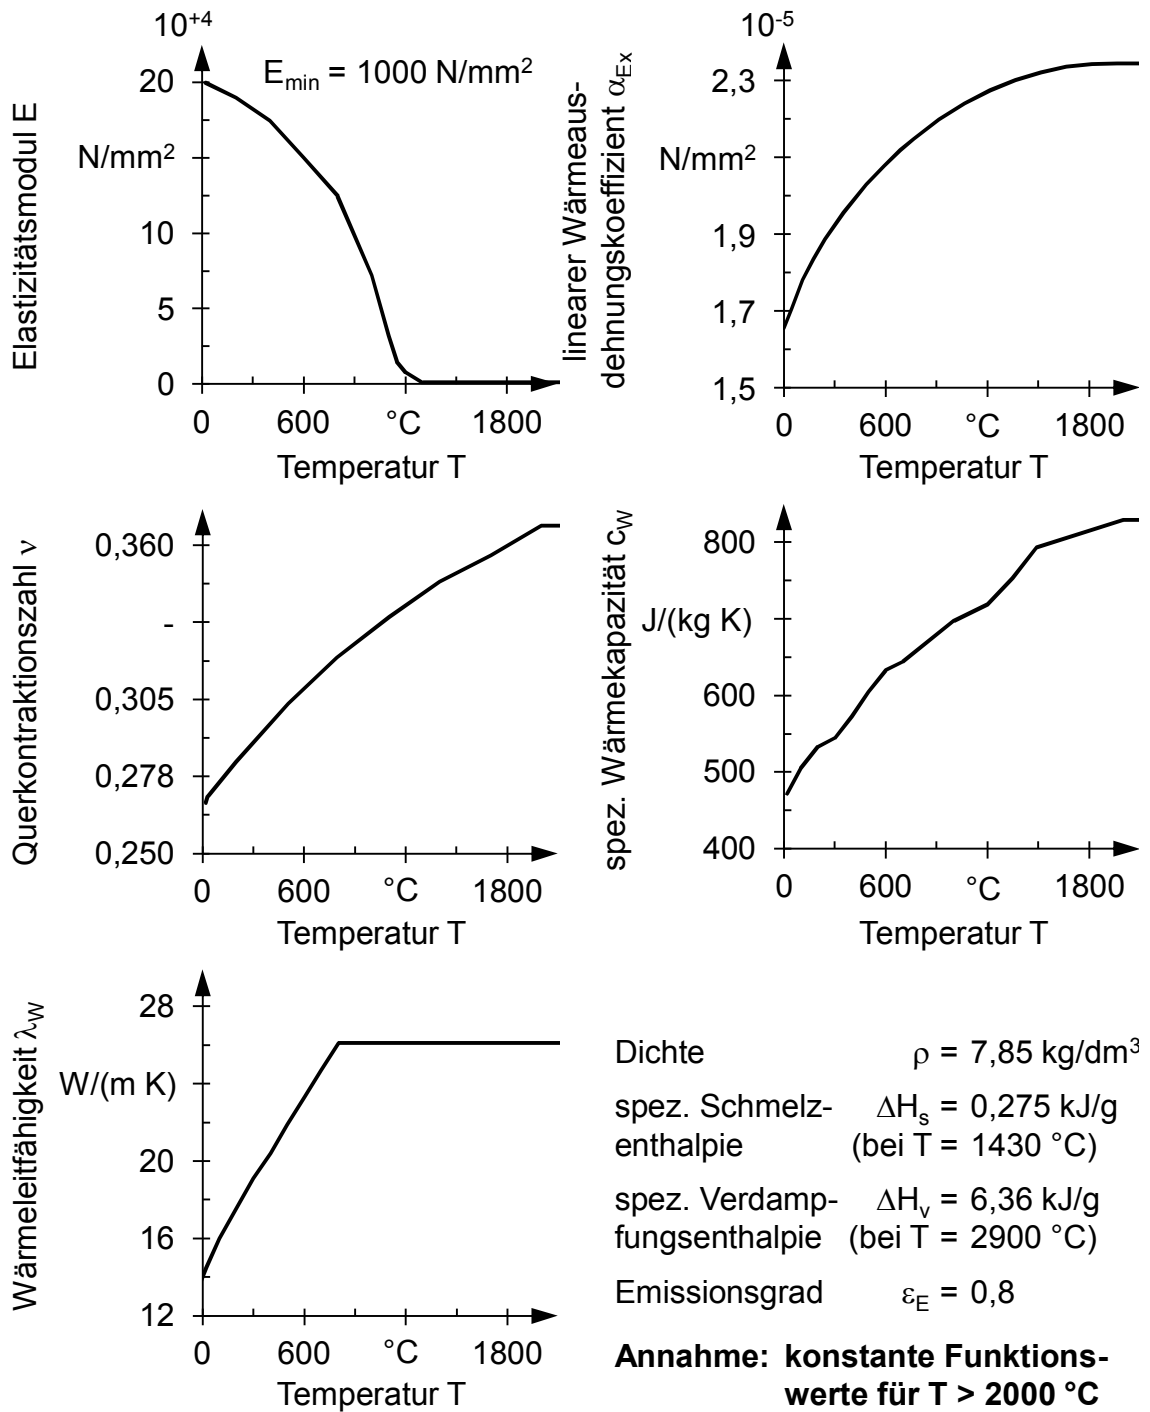 10+4
Elastizitätsmodul E
20
N/mm2
10
5
0
Emin = 1000 N/mm2
0 600 °C 1800
Temperatur T
10-5
linearer Wärmeaus-
dehnungskoeffizient αEx
2,3
N/mm2
1,9
1,7
1,5
0 600 °C 1800
Temperatur T
Querkontraktionszahl ν
0,360
-
0,305
0,278
0,250
0 600 °C 1800
Temperatur T
spez. Wärmekapazität cW
800
J/(kg K)
600
500
400
0 600 °C 1800
Temperatur T
Wärmeleitfähigkeit λW
28
W/(m K)
20
16
12
0 600 °C 1800
Temperatur T
Dichte ρ = 7,85 kg/dm3
spez. Schmelz- ΔHs = 0,275 kJ/g
enthalpie (bei T = 1430 °C)
spez. Verdamp- ΔHv = 6,36 kJ/g
fungsenthalpie (bei T = 2900 °C)
Emissionsgrad εE = 0,8
Annahme: konstante Funktions-
werte für T > 2000 °C